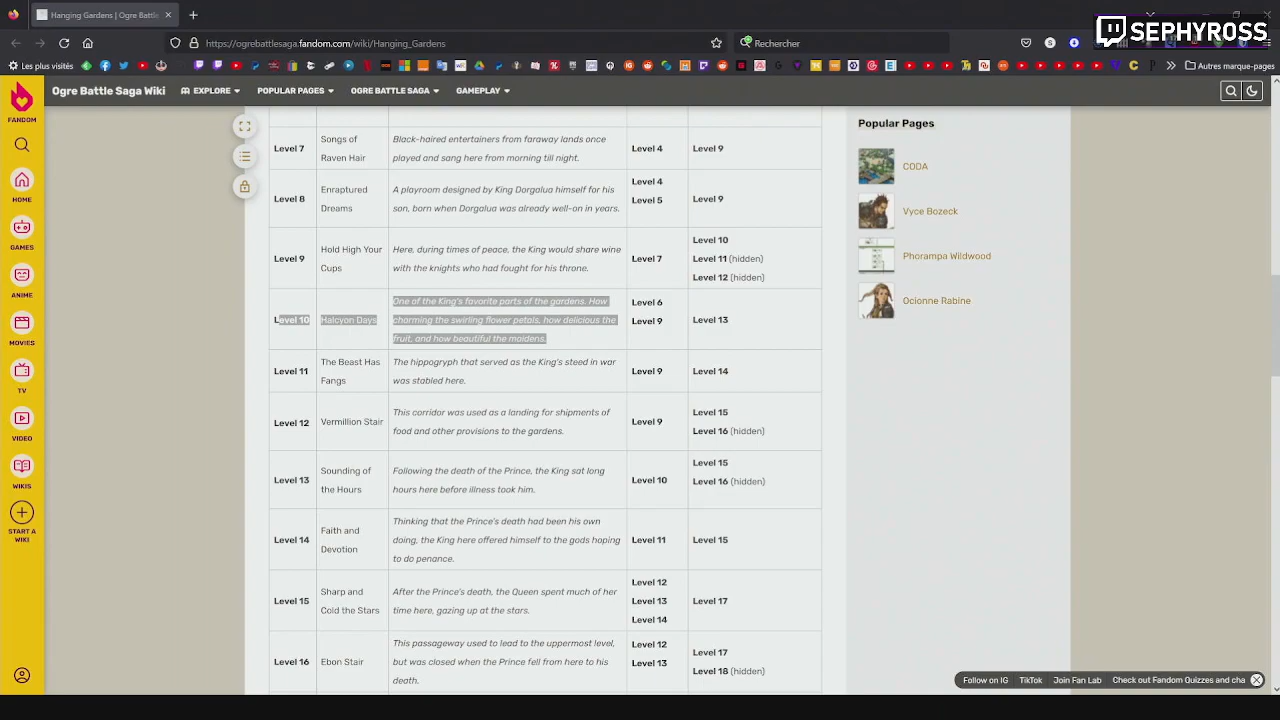 Hanging Gardens | Ogre Battle
SEPHYROSS
https://ogrebattlesaga.fandom.com/wiki/Hanging_Gardens
Rechercher
Les plus visités
Autres marque-pages
FANDOM
Ogre Battle Saga Wiki
EXPLORE
POPULAR PAGES
OGRE BATTLE SAGA
GAMEPLAY
HOME
GAMES
ANIME
MOVIES
TV
VIDEO
WIKIS
START A
WIKI
Level 7
Songs of
Raven Hair
Black-haired entertainers from faraway lands once
played and sang here from morning till night.
Level 4
Level 9
Level 8
Enraptured
Dreams
A playroom designed by King Dorgalua himself for his
son, born when Dorgalua was already well-on in years.
Level 4
Level 5
Level 9
Level 9
Hold High Your
Cups
Here, during times of peace, the King would share wine
with the knights who had fought for his throne.
Level 7
Level 10
Level 11 (hidden)
Level 12 (hidden)
Level 10
Halcyon Days
One of the King's favorite parts of the gardens. How
charming the swirling flower petals, how delicious the
fruit, and how beautiful the maidens.
Level 6
Level 9
Level 13
Level 11
The Beast Has
Fangs
The hippogryph that served as the King's steed in war
was stabled here.
Level 9
Level 14
Level 12
Vermillion Stair
This corridor was used as a landing for shipments of
food and other provisions to the gardens.
Level 9
Level 15
Level 16 (hidden)
Level 13
Sounding of
the Hours
Following the death of the Prince, the King sat long
hours here before illness took him.
Level 10
Level 15
Level 16 (hidden)
Level 14
Faith and
Devotion
Thinking that the Prince's death had been his own
doing, the King here offered himself to the gods hoping
to do penance.
Level 11
Level 15
Level 15
Sharp and
Cold the Stars
After the Prince's death, the Queen spent much of her
time here, gazing up at the stars.
Level 12
Level 13
Level 14
Level 17
Level 16
Ebon Stair
This passageway used to lead to the uppermost level,
but was closed when the Prince fell from here to his
death.
Level 12
Level 13
Level 17
Level 18 (hidden)
Popular Pages
CODA
Vyce Bozeck
Phorampa Wildwood
Ocionne Rabine
Follow on IG
TikTok
Join Fan Lab
Check out Fandom Quizzes and cha